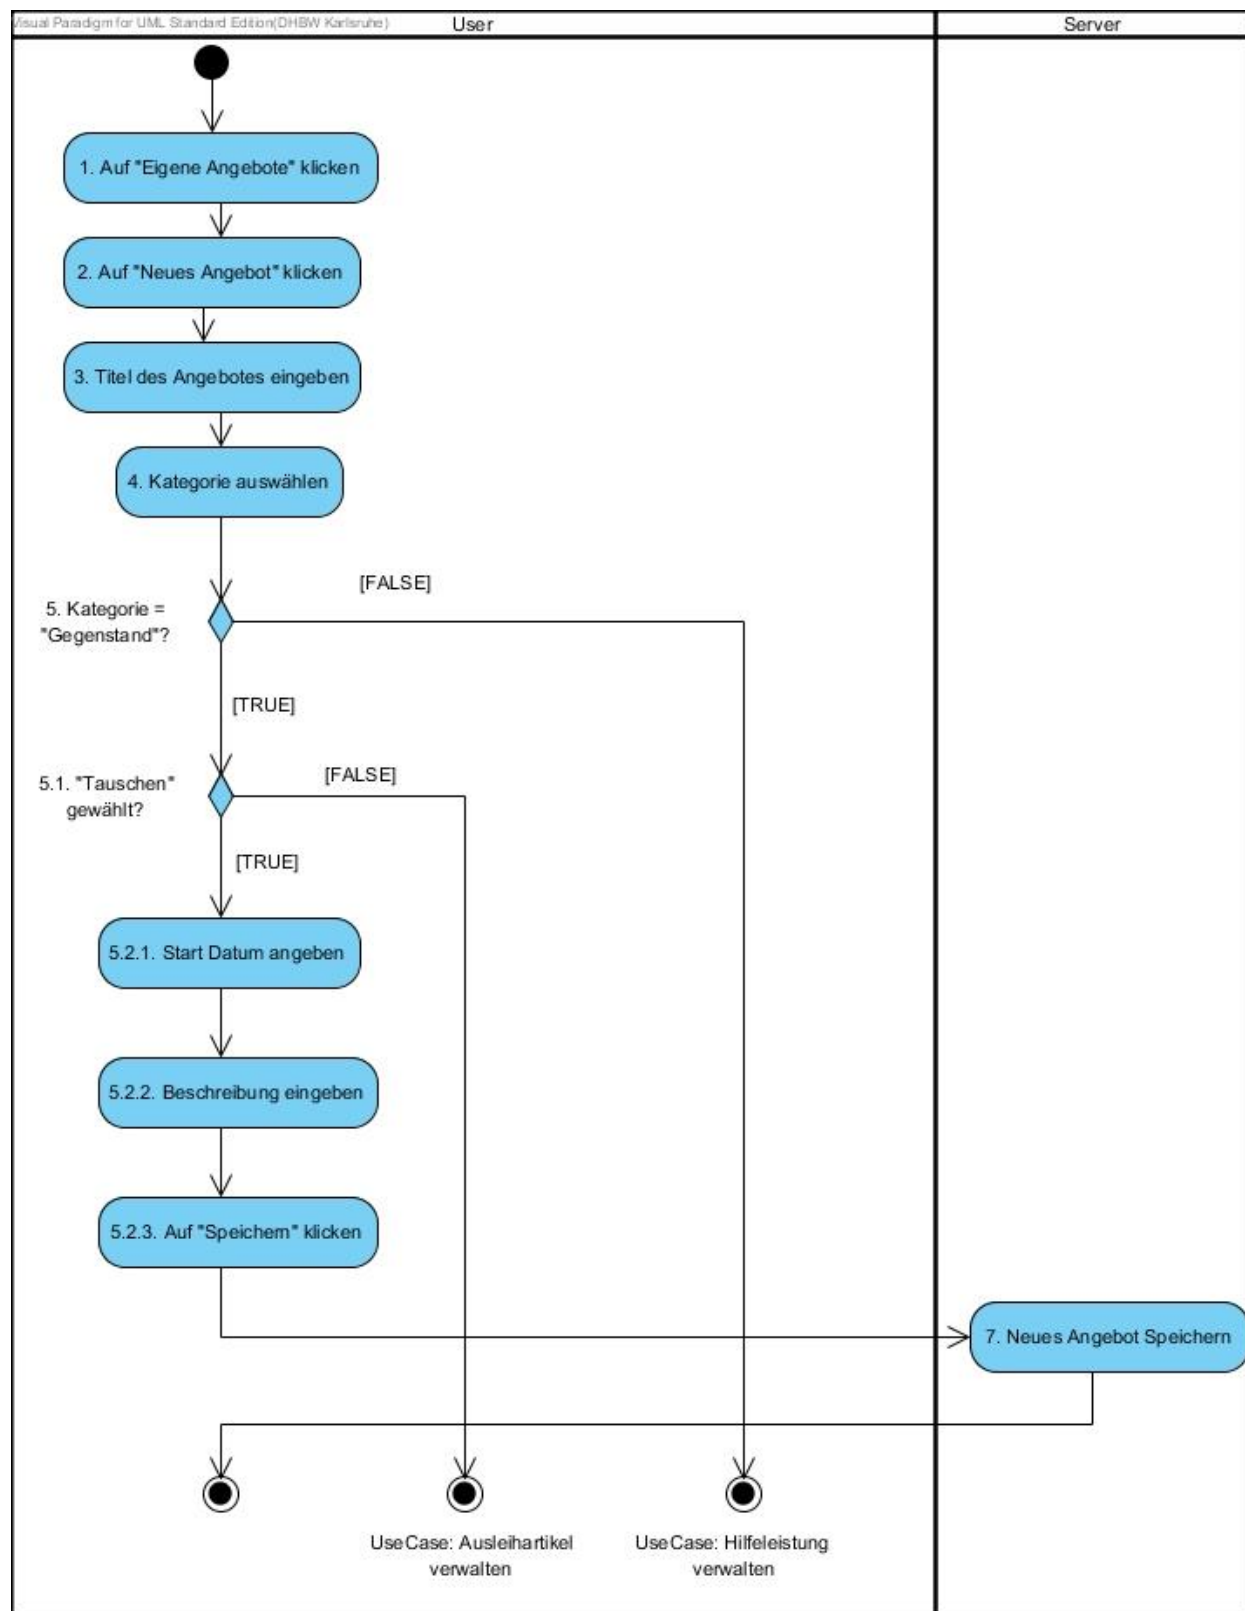 Visual Paradigm for UML Standard Edition(DHBW Karlsruhe)
User
Server
1. Auf "Eigene Angebote" klicken
2. Auf "Neues Angebot" klicken
3. Titel des Angebotes eingeben
4. Kategorie auswählen
[FALSE]
5. Kategorie =
"Gegenstand"?
[TRUE]
[FALSE]
5.1. "Tauschen"
gewählt?
[TRUE]
5.2.1. Start Datum angeben
5.2.2. Beschreibung eingeben
5.2.3. Auf "Speichern" klicken
7. Neues Angebot Speichern
UseCase: Ausleihartikel
verwalten
UseCase: Hilfeleistung
verwalten